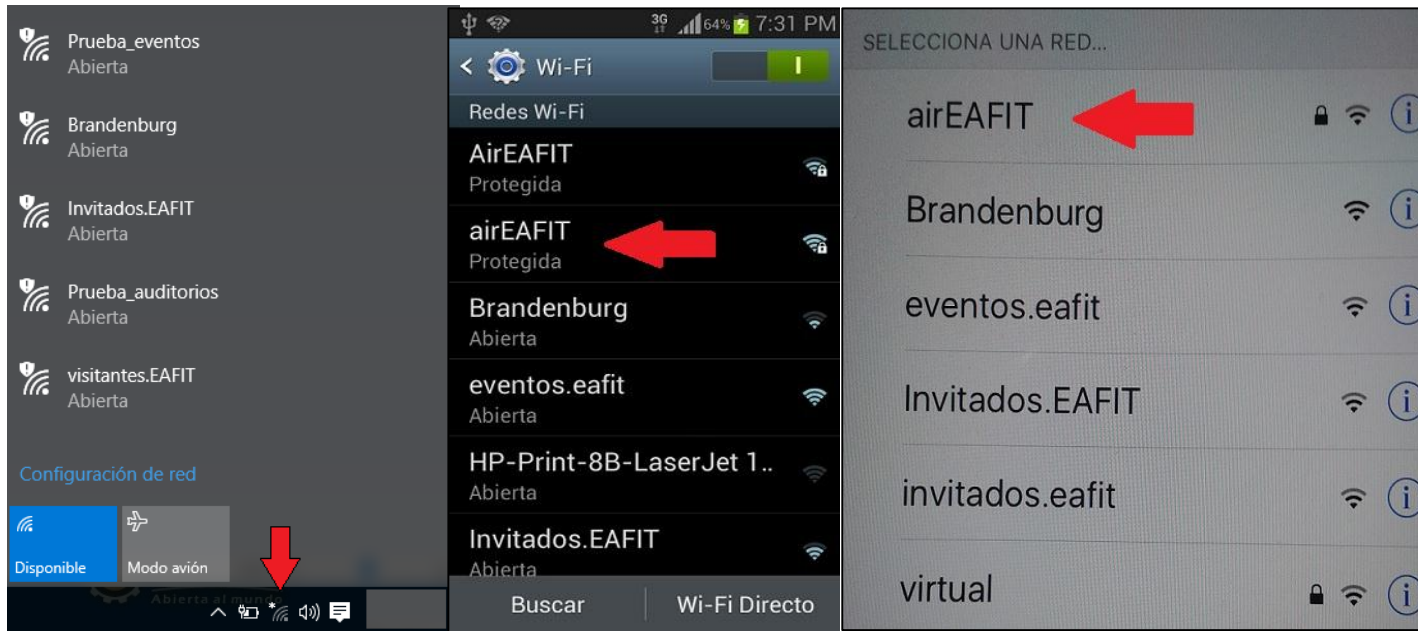 Prueba_eventos
Abierta
Brandenburg
Abierta
Invitados.EAFIT
Abierta
Prueba_auditorios
Abierta
visitantes.EAFIT
Abierta
Configuración de red
Disponible
Modo avión
Abierta al mundo
3G
64%
7:31 PM
Wi-Fi
Redes Wi-Fi
AirEAFIT
Protegida
airEAFIT
Protegida
Brandenburg
Abierta
eventos.eafit
Abierta
HP-Print-8B-LaserJet 1..
Abierta
Invitados.EAFIT
Abierta
Buscar
Wi-Fi Directo
SELECCIONA UNA RED...
airEAFIT
Brandenburg
eventos.eafit
Invitados.EAFIT
invitados.eafit
virtual